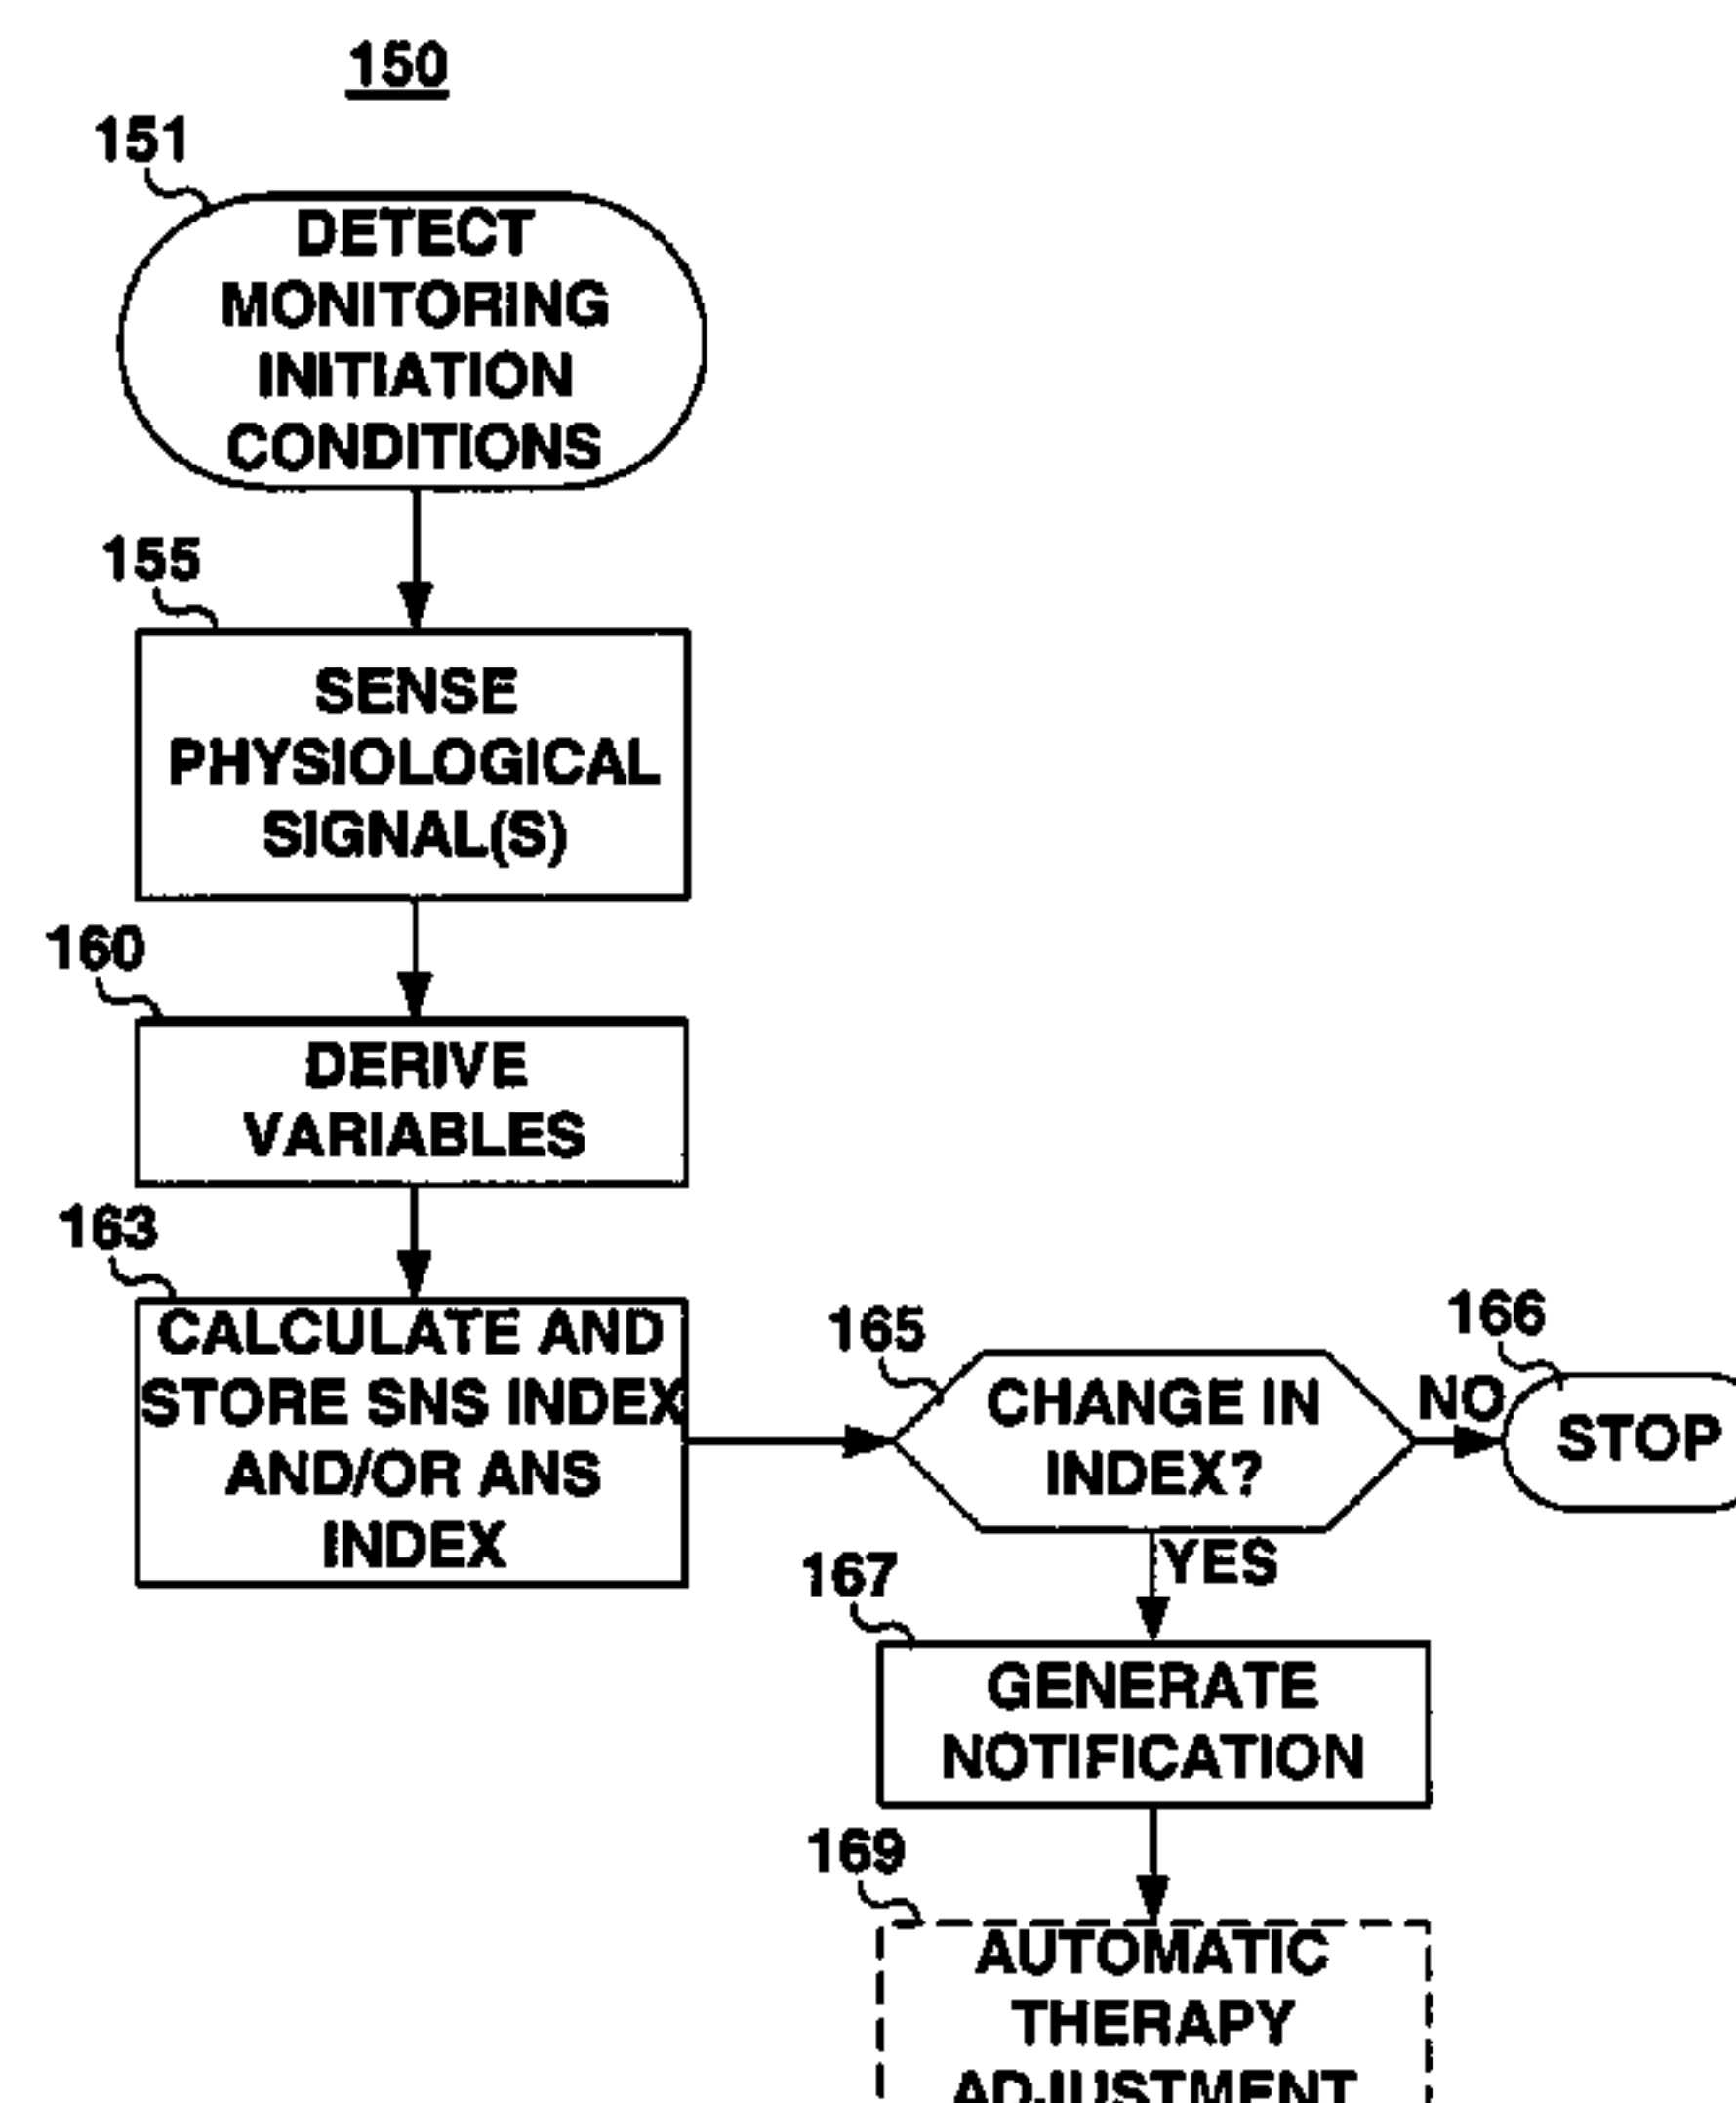 150
151
DETECT
MONITORING
INITIATION
CONDITIONS
155
SENSE
PHYSIOLOGICAL
SIGNAL(S)
160
DERIVE
VARIABLES
163
CALCULATE AND
STORE SNS INDEX
AND/OR ANS
INDEX
165
CHANGE IN
INDEX?
NO
166
STOP
YES
167
GENERATE
NOTIFICATION
169
AUTOMATIC
THERAPY
ADJUSTMENT